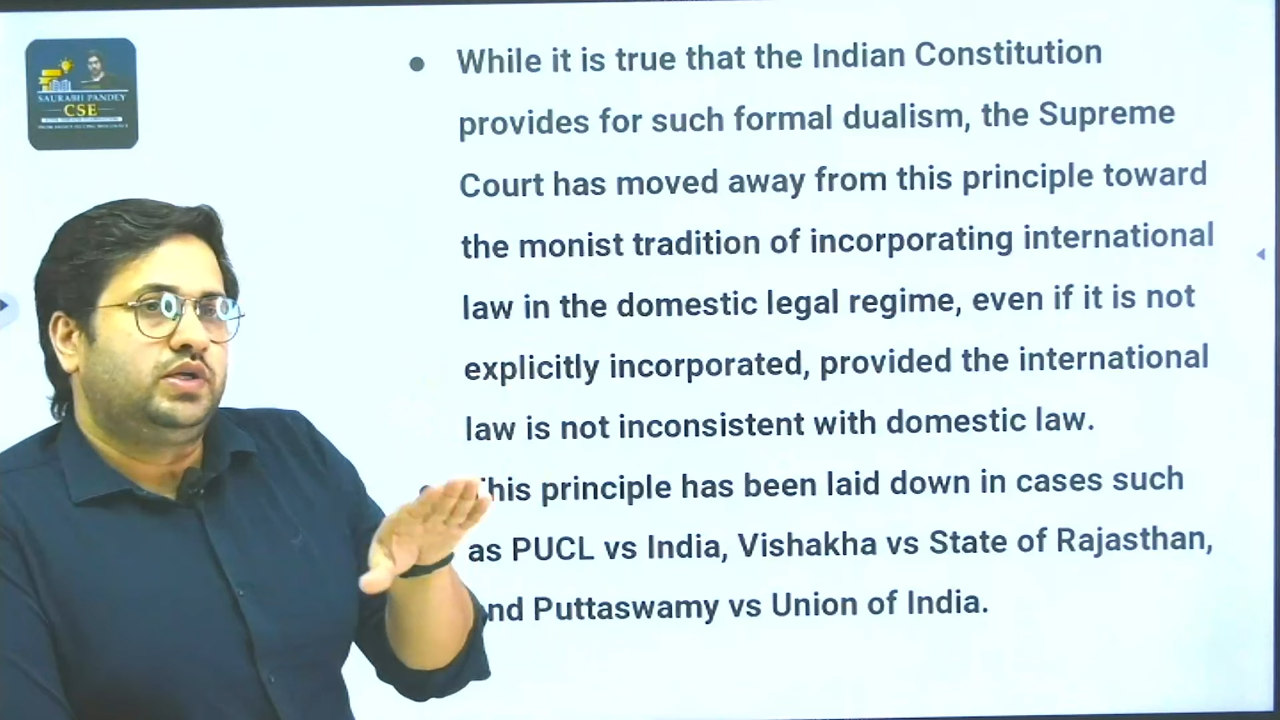 SAURABH PANDEY
CSE
While it is true that the Indian Constitution
provides for such formal dualism, the Supreme
Court has moved away from this principle toward
the monist tradition of incorporating international
law in the domestic legal regime, even if it is not
explicitly incorporated, provided the international
law is not inconsistent with domestic law.
This principle has been laid down in cases such
as PUCL vs India, Vishakha vs State of Rajasthan,
and Puttaswamy vs Union of India.